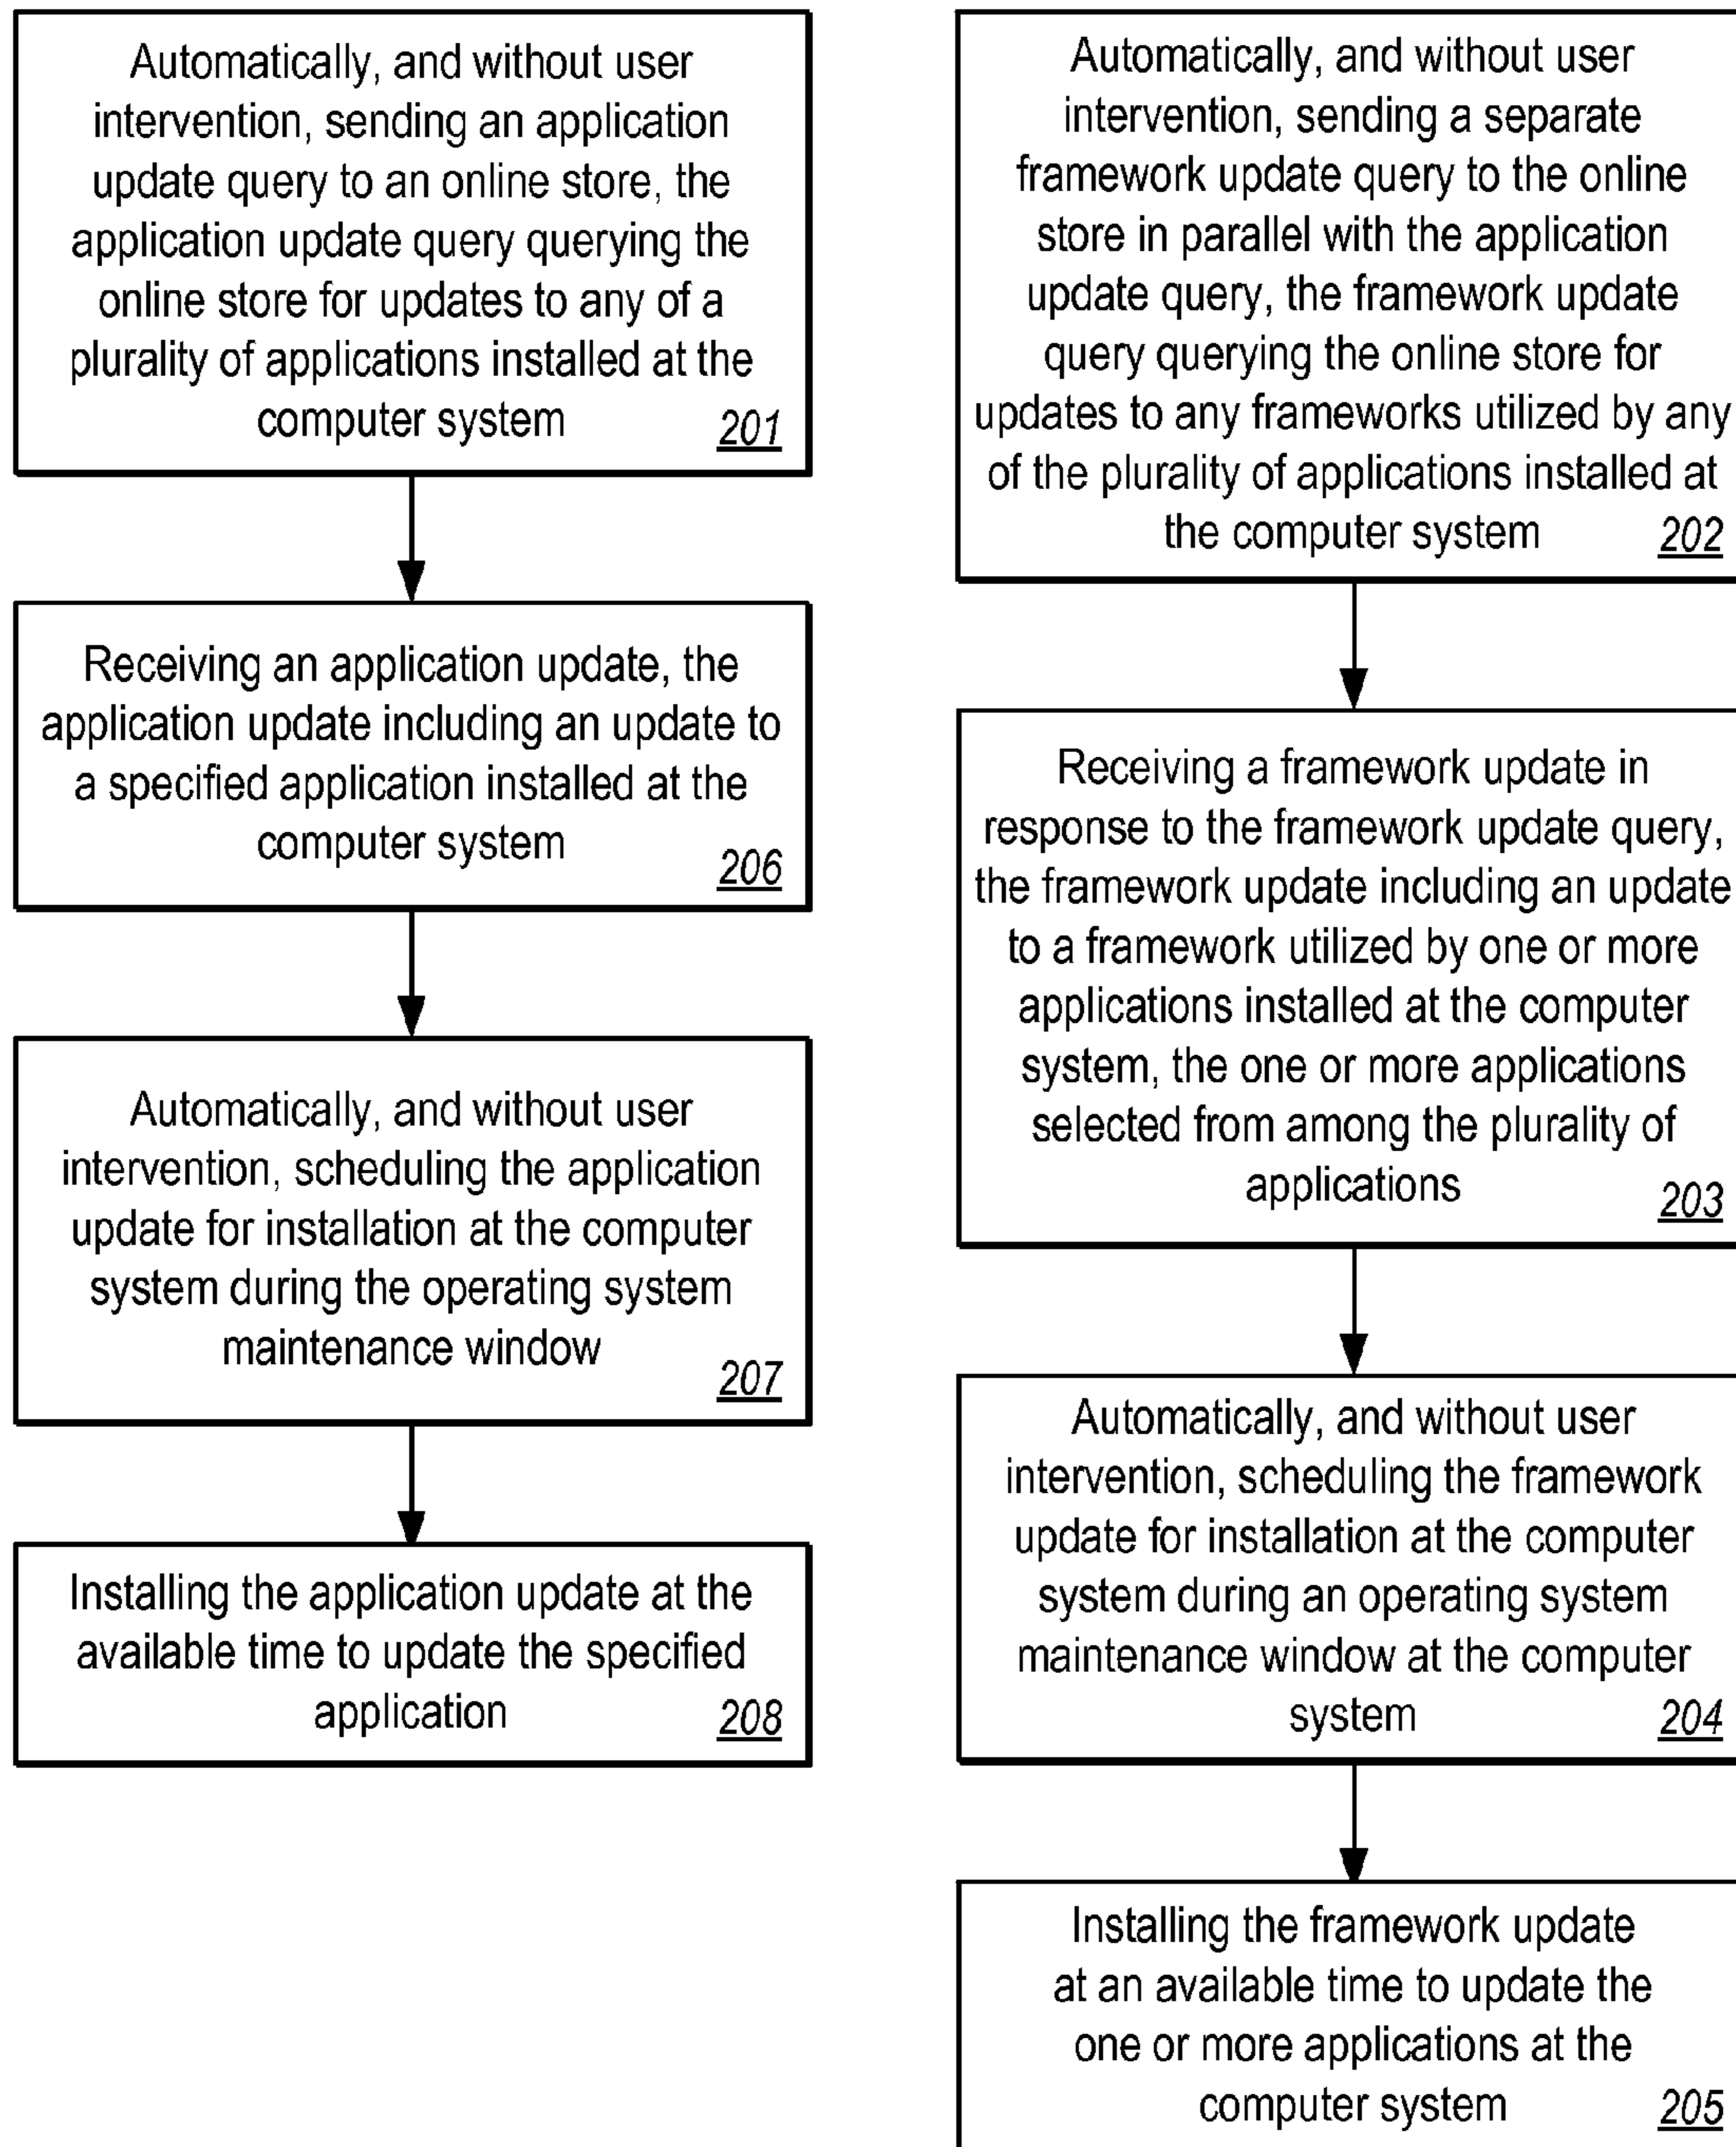 Automatically, and without user
intervention, sending an application
update query to an online store, the
application update query querying the
online store for updates to any of a
plurality of applications installed at the
computer system 201
Receiving an application update, the
application update including an update to
a specified application installed at the
computer system 206
Automatically, and without user
intervention, scheduling the application
update for installation at the computer
system during the operating system
maintenance window 207
Installing the application update at the
available time to update the specified
application 208
Automatically, and without user
intervention, sending a separate
framework update query to the online
store in parallel with the application
update query, the framework update
query querying the online store for
updates to any frameworks utilized by any
of the plurality of applications installed at
the computer system 202
Receiving a framework update in
response to the framework update query,
the framework update including an update
to a framework utilized by one or more
applications installed at the computer
system, the one or more applications
selected from among the plurality of
applications 203
Automatically, and without user
intervention, scheduling the framework
update for installation at the computer
system during an operating system
maintenance window at the computer
system 204
Installing the framework update
at an available time to update the
one or more applications at the
computer system 205